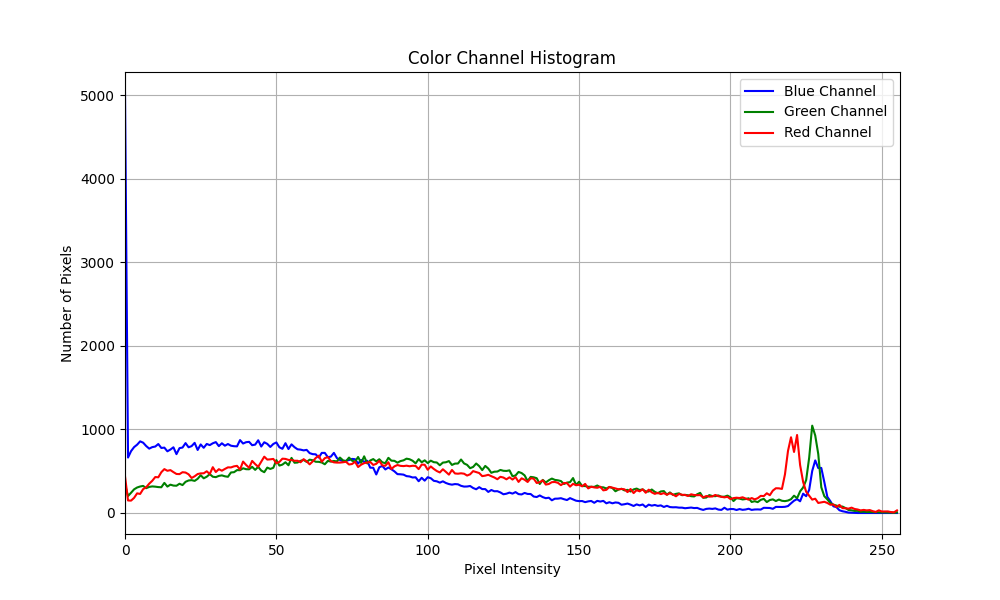 Color Channel Histogram
Number of Pixels
5000
4000
3000
2000
1000
0
Blue Channel
Green Channel
Red Channel
0 50 100 150 200 250
Pixel Intensity